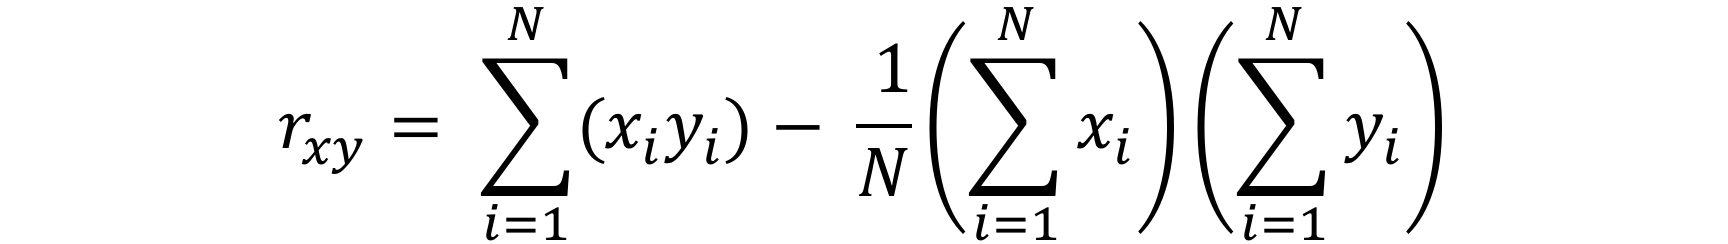 r_{xy} = \sum_{i=1}^{N} (x_i y_i) - \frac{1}{N} \left( \sum_{i=1}^{N} x_i \right) \left( \sum_{i=1}^{N} y_i \right)